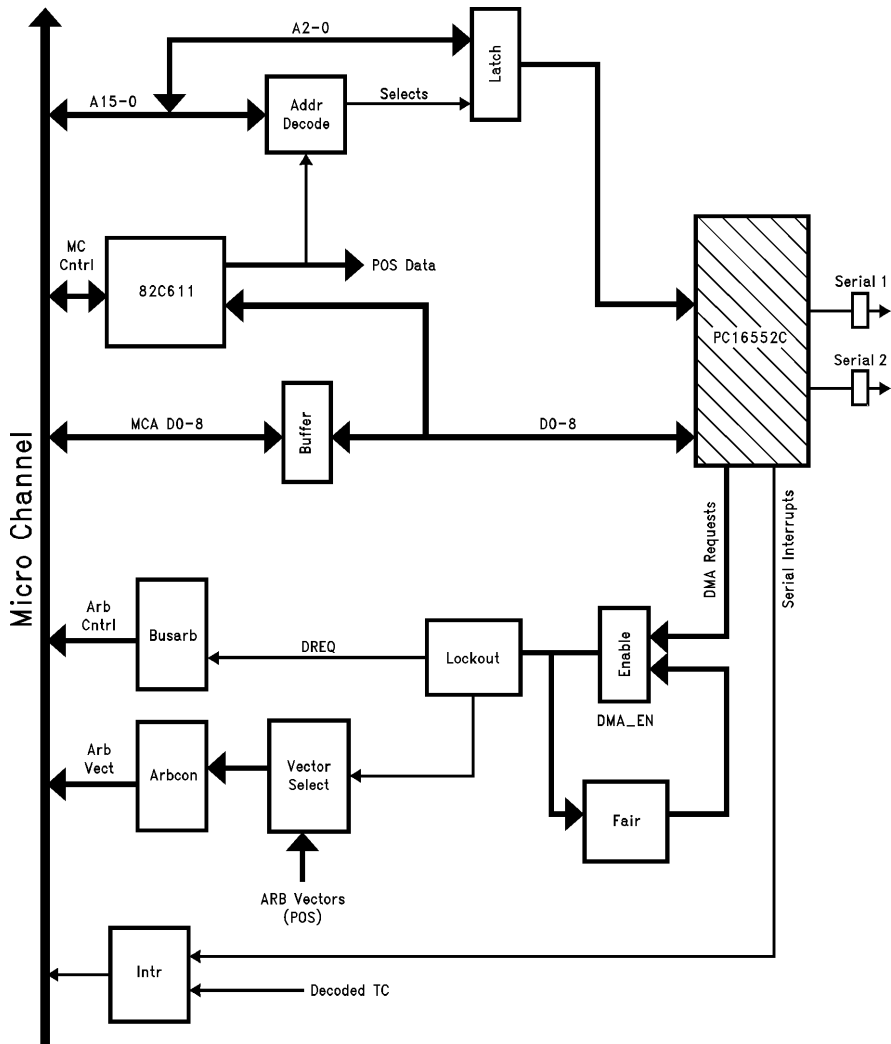 A2-0
Latch
A15-0
Addr
Decode
Selects
MC
Cntrl
82C611
POS Data
Serial 1
PC16552C
Serial 2
MCA D0-8
Buffer
D0-8
Micro Channel
DMA Requests
Serial Interrupts
Arb
Cntrl
Busarb
DREQ
Lockout
Enable
DMA_EN
Arb
Vect
Arbcon
Vector
Select
Fair
ARB Vectors
(POS)
Intr
Decoded TC